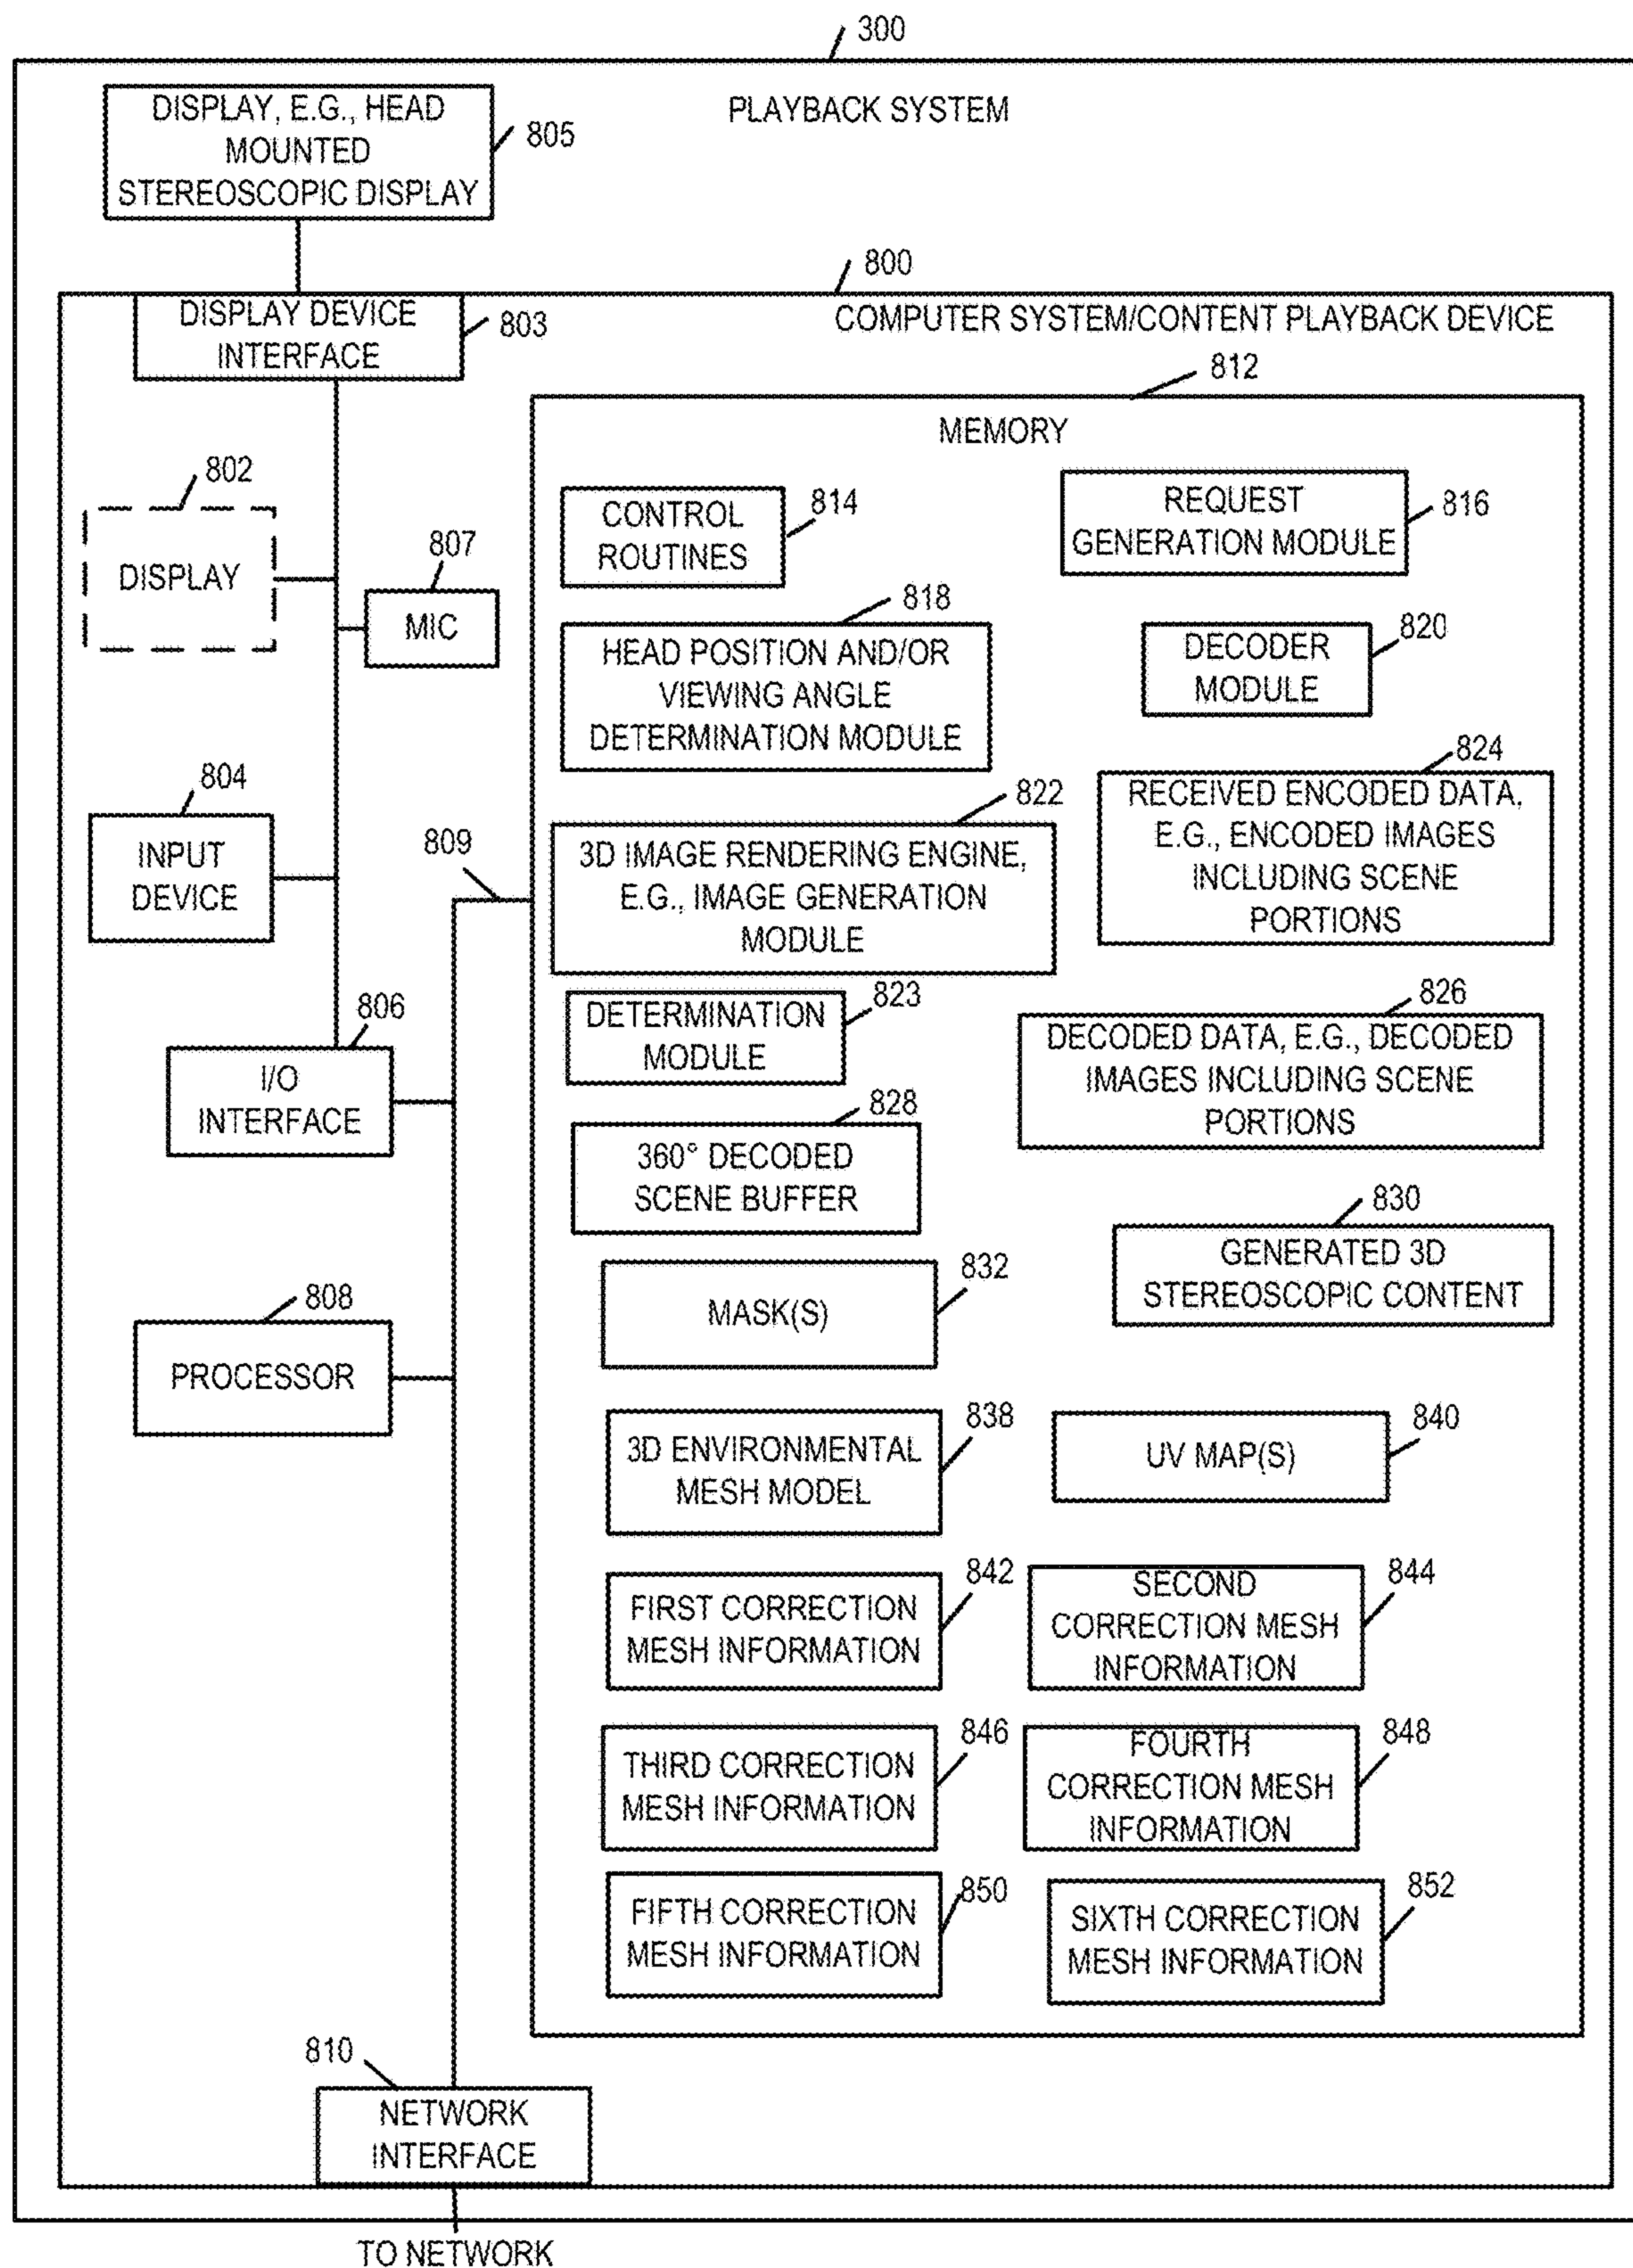 300
PLAYBACK SYSTEM
DISPLAY, E.G., HEAD
MOUNTED
STEREOSCOPIC DISPLAY
805
800
COMPUTER SYSTEM/CONTENT PLAYBACK DEVICE
DISPLAY DEVICE
INTERFACE
803
802
DISPLAY
807
MIC
804
INPUT
DEVICE
809
806
I/O
INTERFACE
808
PROCESSOR
812
MEMORY
CONTROL
ROUTINES
814
REQUEST
GENERATION MODULE
816
818
HEAD POSITION AND/OR
VIEWING ANGLE
DETERMINATION MODULE
820
DECODER
MODULE
822
3D IMAGE RENDERING ENGINE,
E.G., IMAGE GENERATION
MODULE
824
RECEIVED ENCODED DATA,
E.G., ENCODED IMAGES
INCLUDING SCENE
PORTIONS
823
DETERMINATION
MODULE
826
DECODED DATA, E.G., DECODED
IMAGES INCLUDING SCENE
PORTIONS
828
360° DECODED
SCENE BUFFER
830
GENERATED 3D
STEREOSCOPIC CONTENT
832
MASK(S)
838
3D ENVIRONMENTAL
MESH MODEL
840
UV MAP(S)
842
FIRST CORRECTION
MESH INFORMATION
844
SECOND
CORRECTION MESH
INFORMATION
846
THIRD CORRECTION
MESH INFORMATION
848
FOURTH
CORRECTION MESH
INFORMATION
850
FIFTH CORRECTION
MESH INFORMATION
852
SIXTH CORRECTION
MESH INFORMATION
810
NETWORK
INTERFACE
TO NETWORK